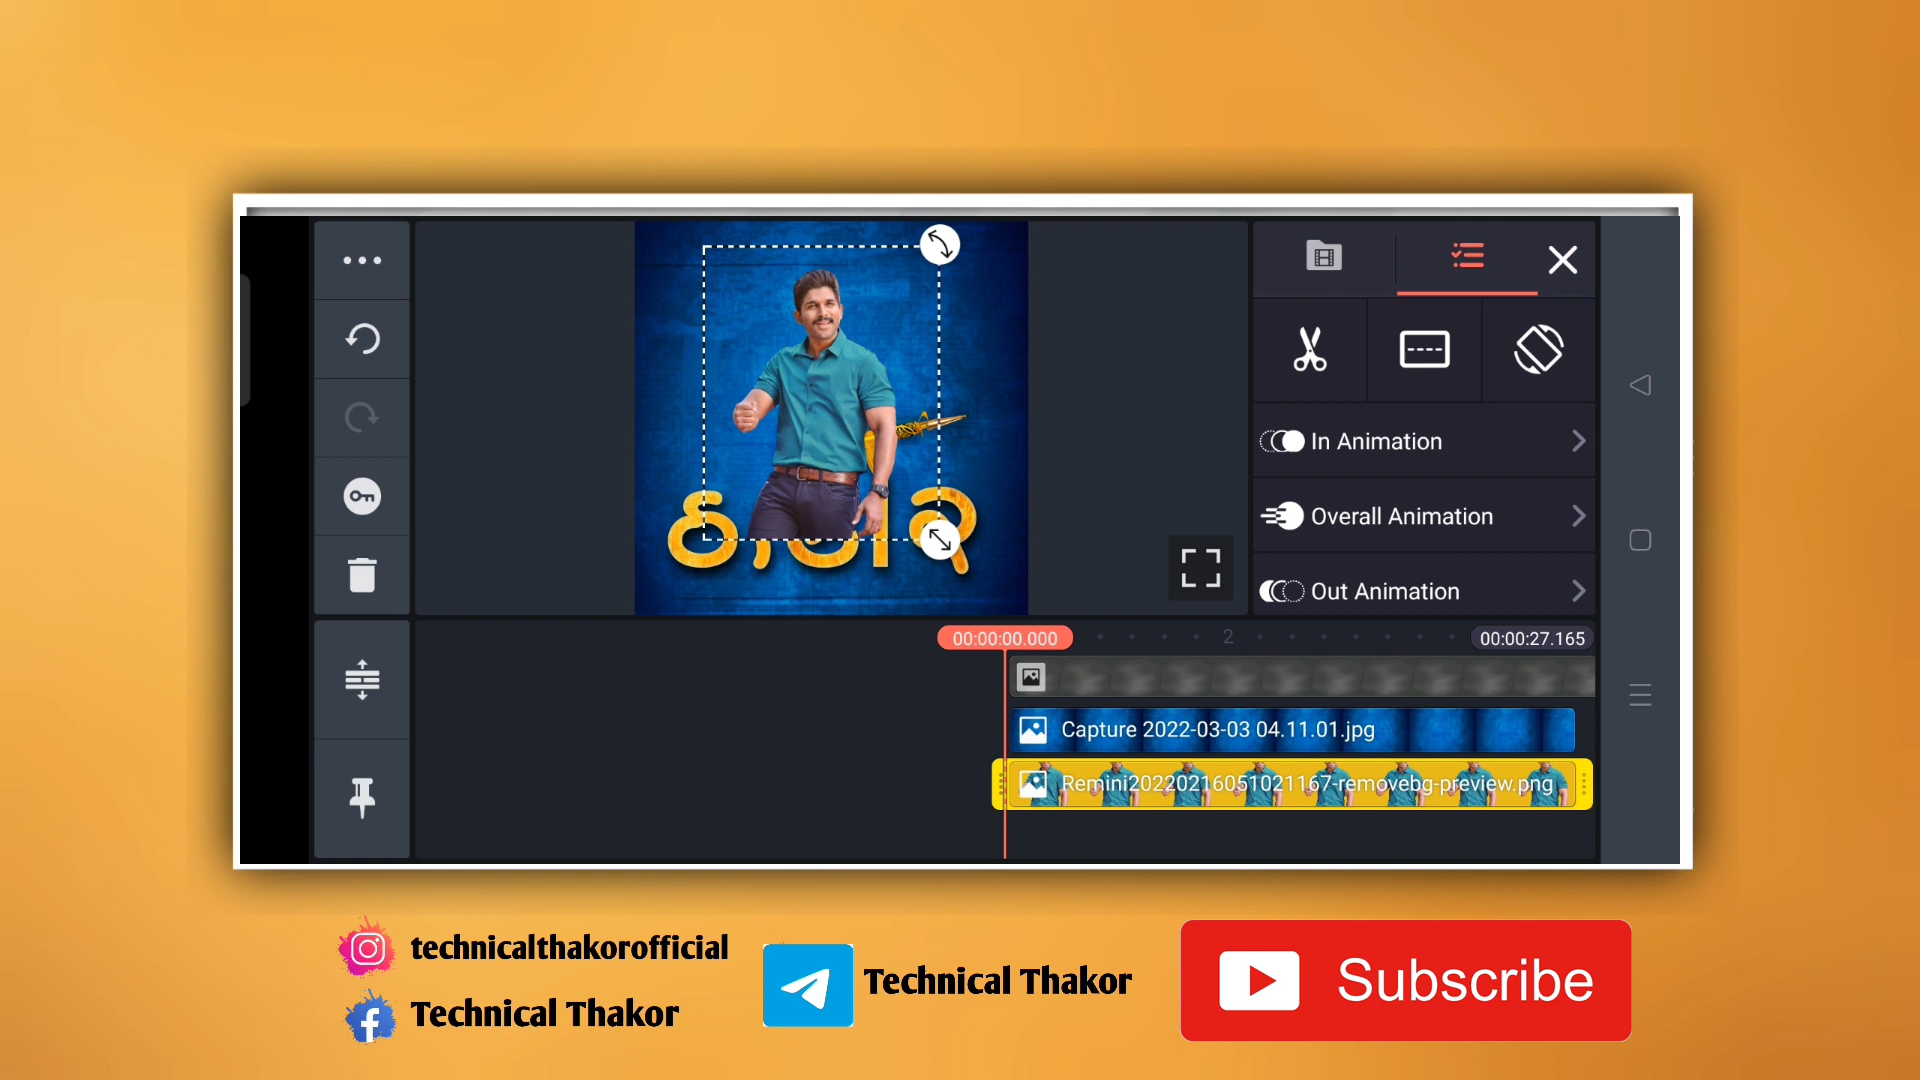 In Animation
Overall Animation
Out Animation
00:00:00.000
2
00:00:27.165
Capture 2022-03-03 04.11.01.jpg
Remini20220216051021167-removebg-preview.png
technicalthakorofficial
Technical Thakor
Technical Thakor
Subscribe